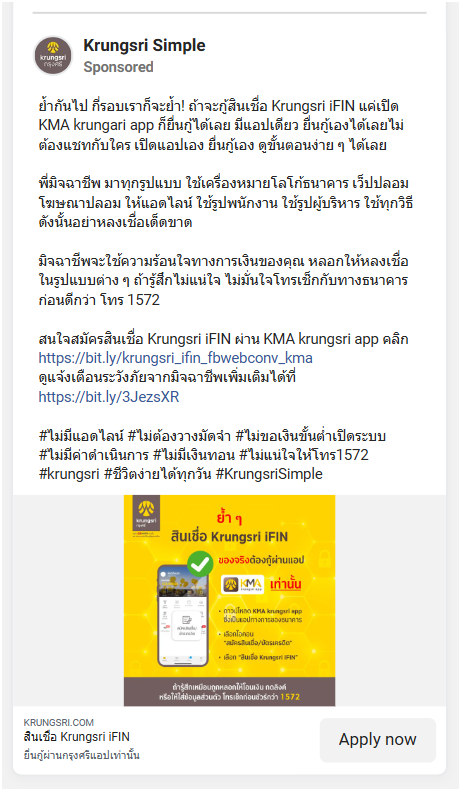 Krungsri Simple
Sponsored
ย้ำกันไป กี่รอบเราก็จะย้ำ! ถ้าจะกู้สินเชื่อ Krungsri iFIN แค่เปิด
KMA krungari app ก็ยื่นกู้ได้เลย มีแอปเดียว ยื่นกู้เองได้เลยไม่
ต้องแชทกับใคร เปิดแอปเอง ยื่นกู้เอง ดูขั้นตอนง่าย ๆ ได้เลย
พี่มิจฉาชีพ มาทุกรูปแบบ ใช้เครื่องหมายโลโก้ธนาคาร เว็ปปลอม
โฆษณาปลอม ให้แอดไลน์ ใช้รูปพนักงาน ใช้รูปผู้บริหาร ใช้ทุกวิธี
ดังนั้นอย่าหลงเชื่อเด็ดขาด
มิจฉาชีพจะใช้ความร้อนใจทางการเงินของคุณ หลอกให้หลงเชื่อ
ในรูปแบบต่าง ๆ ถ้ารู้สึกไม่แน่ใจ ไม่มั่นใจโทรเช็กกับทางธนาคาร
ก่อนดีกว่า โทร 1572
สนใจสมัครสินเชื่อ Krungsri iFIN ผ่าน KMA krungsri app คลิก
https://bit.ly/krungsri_ifin_fbwebconv_kma
ดูแจ้งเตือนระวังภัยจากมิจฉาชีพเพิ่มเติมได้ที่
https://bit.ly/3JezsXR
#ไม่มีแอดไลน์ #ไม่ต้องวางมัดจำ #ไม่ขอเงินขั้นต่ำเปิดระบบ
#ไม่มีค่าดำเนินการ #ไม่มีเงินทอน #ไม่แน่ใจให้โทร1572
#krungsri #ชีวิตง่ายได้ทุกวัน #KrungsriSimple
krungsri
กรุงศรี
ย้ำ ๆ
สินเชื่อ Krungsri iFIN
ของจริงต้องกู้ผ่านแอป
KMA krungsri app เท่านั้น
• ดาวน์โหลด KMA krungsri app
ซึ่งเป็นแอปทางการของธนาคาร
• เลือกไอคอน
"สมัครสินเชื่อ/บัตรเครดิต"
• เลือก "สินเชื่อ Krungsri iFIN"
ถ้ารู้สึกเหมือนถูกหลอกให้โอนเงิน กดลิงก์
หรือให้ใส่ข้อมูลส่วนตัว โทรเช็กก่อนชัวร์กว่า 1572
KRUNGSRI.COM
สินเชื่อ Krungsri iFIN
ยื่นกู้ผ่านกรุงศรีแอปเท่านั้น
Apply now